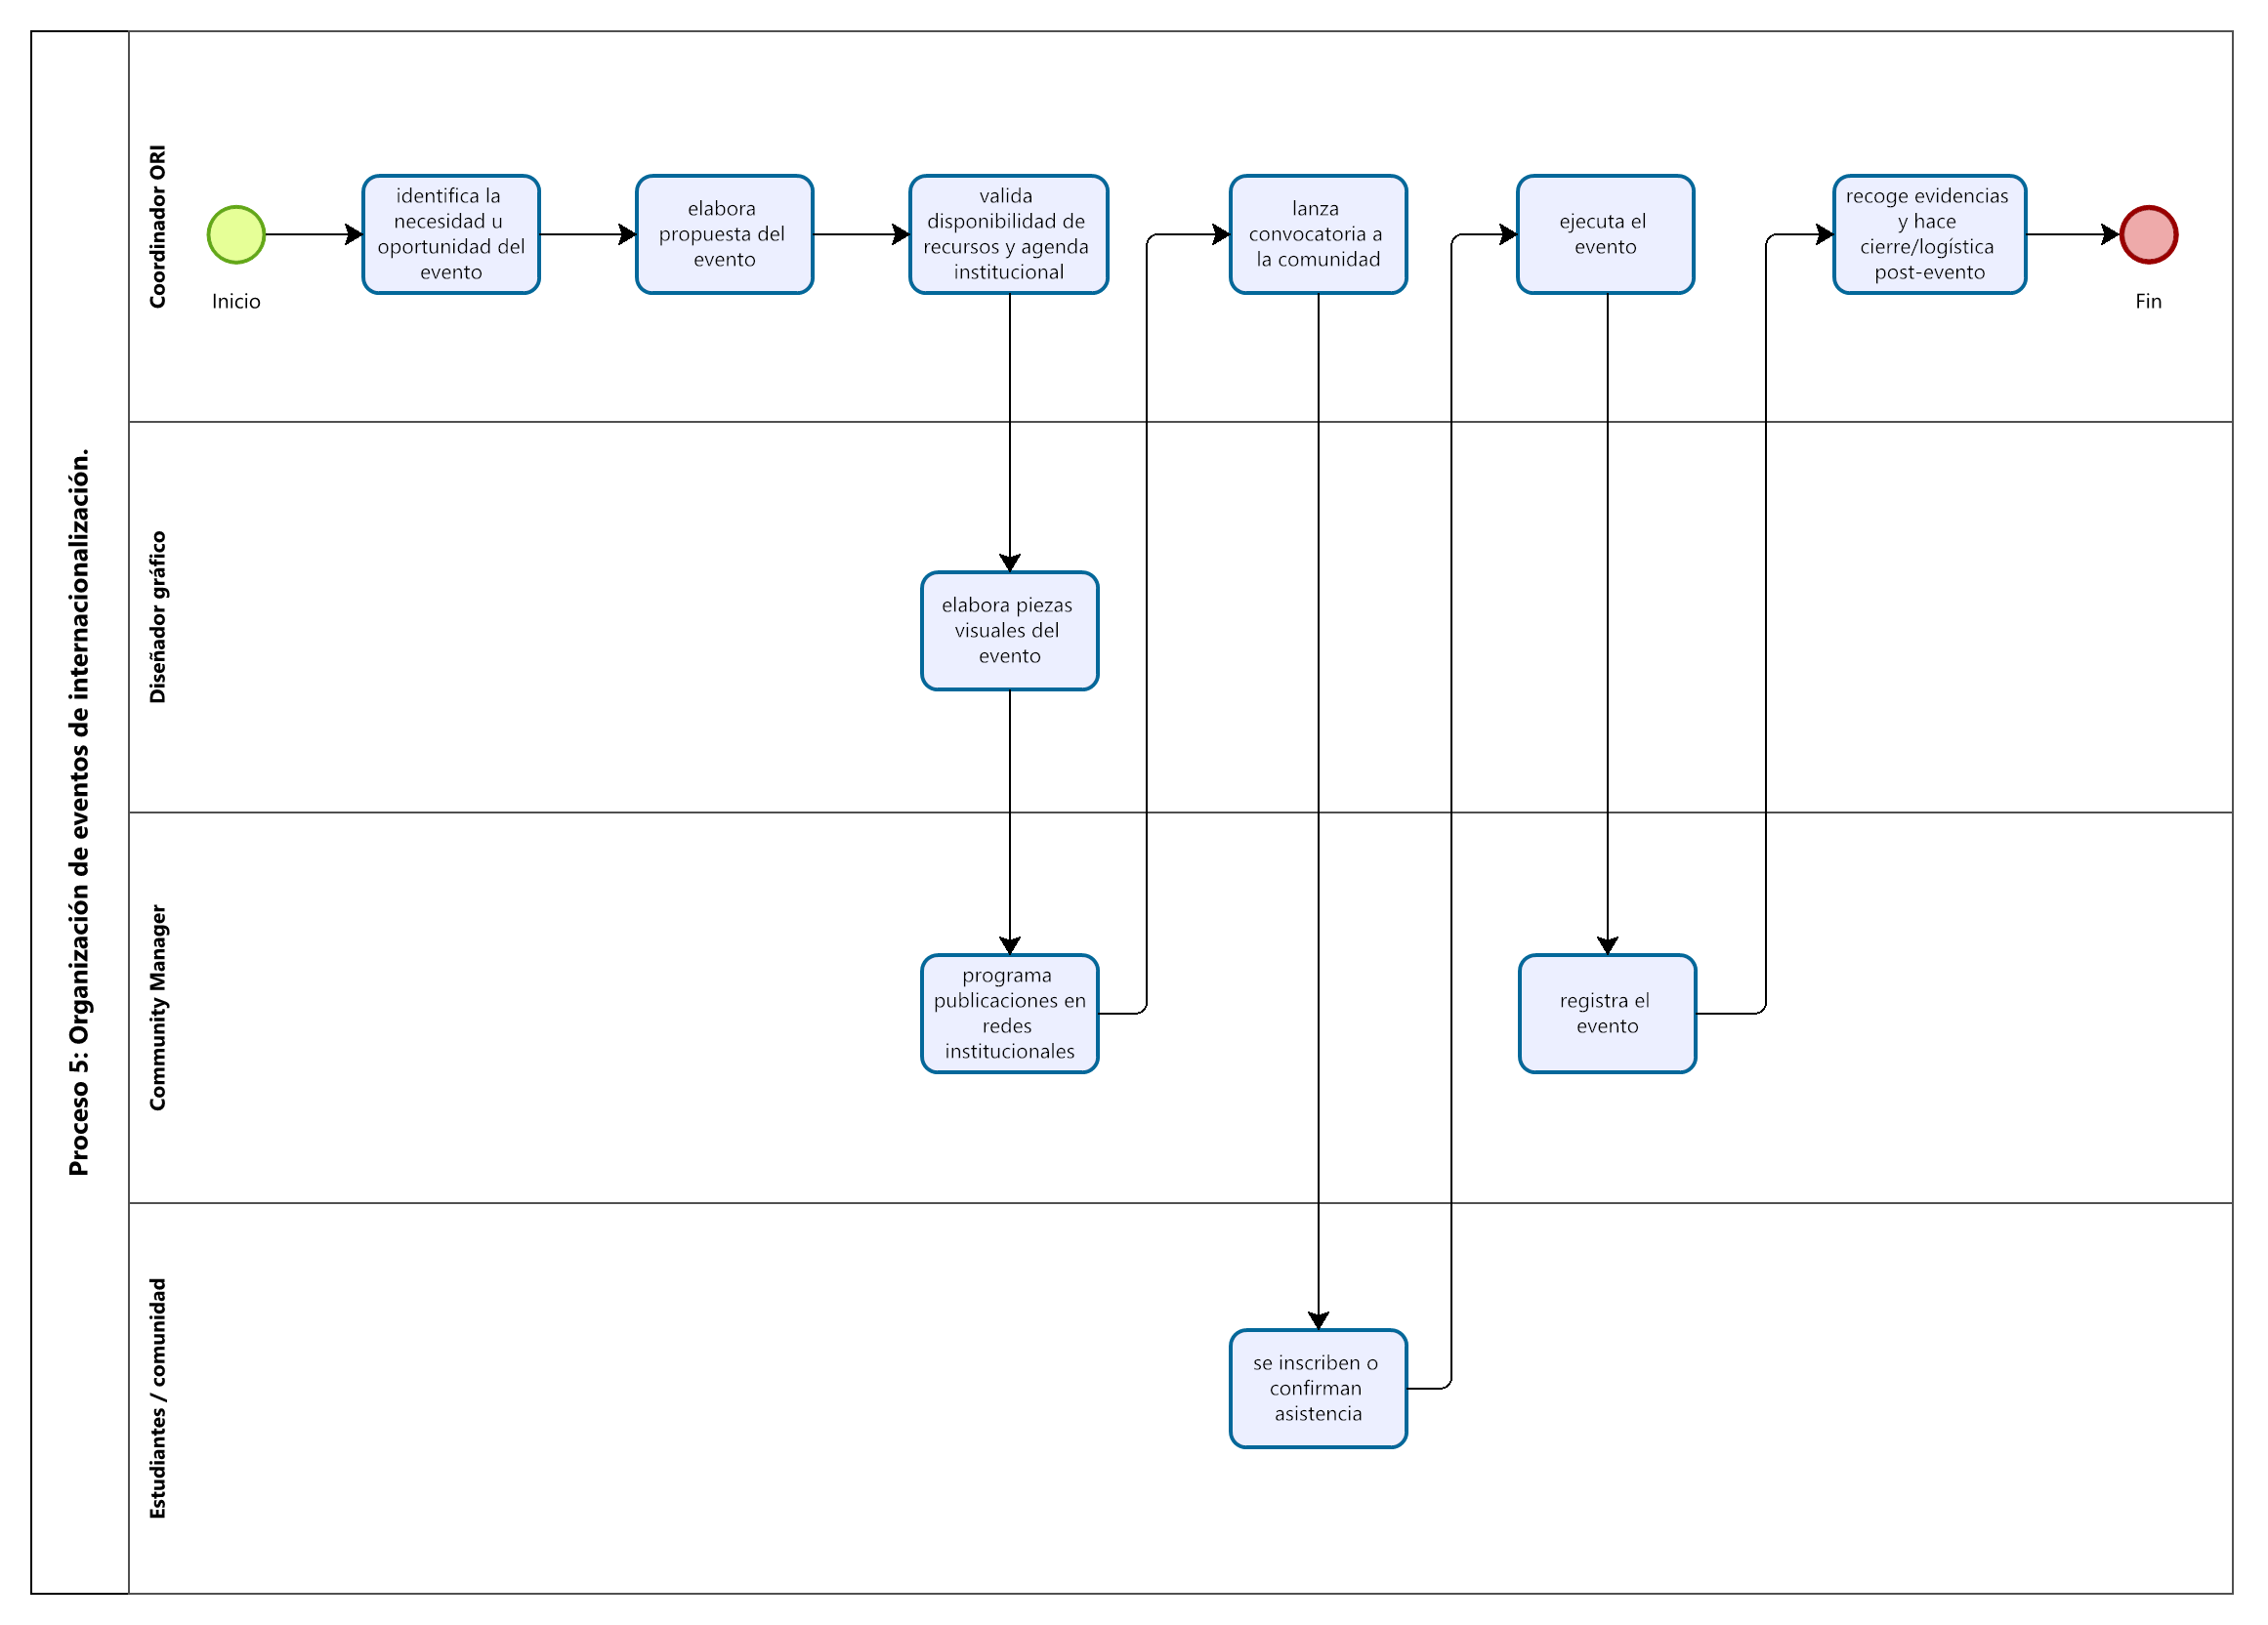 Proceso 5: Organización de eventos de internacionalización.
Coordinador ORI
Inicio
identifica la
necesidad u
oportunidad del
evento
elabora
propuesta del
evento
valida
disponibilidad de
recursos y agenda
institucional
lanza
convocatoria a
la comunidad
ejecuta el
evento
recoge evidencias
y hace
cierre/logística
post-evento
Fin
Diseñador gráfico
elabora piezas
visuales del
evento
Community Manager
programa
publicaciones en
redes
institucionales
registra el
evento
Estudiantes / comunidad
se inscriben o
confirman
asistencia